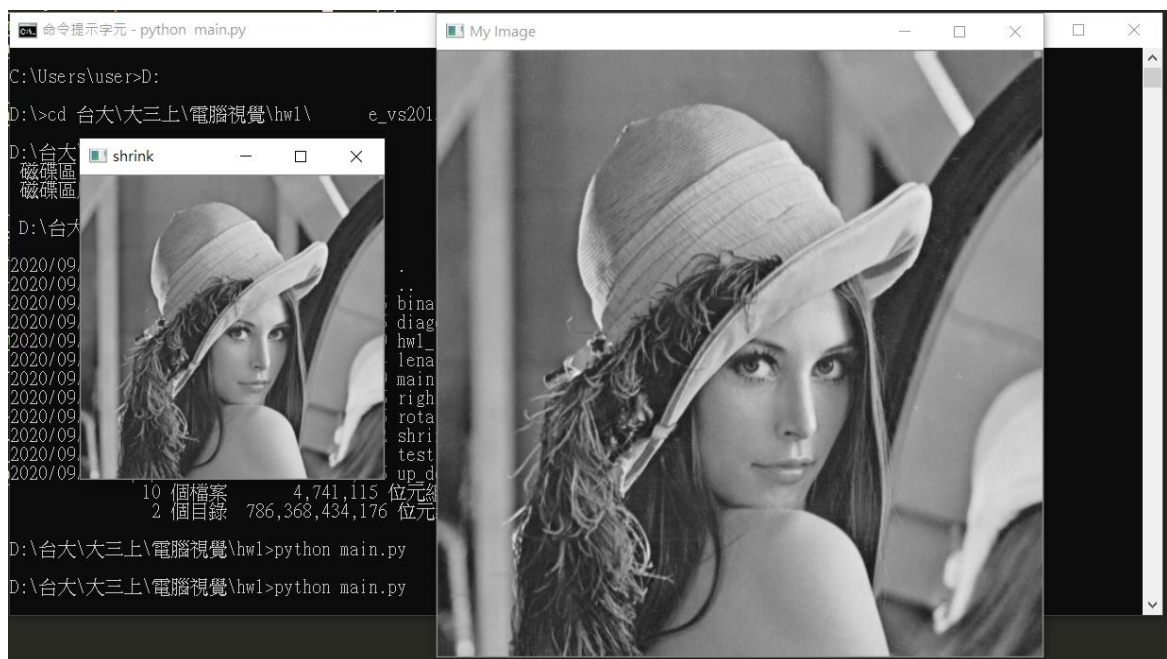 命令提示字元 - python main.py
My Image
C:\Users\user>D:
D:\>cd 台大\大三上\電腦視覺\hw1\ e_vs201
D:\台大
shrink
磁碟區
磁碟區
D:\台大
2020/09/ .
2020/09/ ..
2020/09/ bina
2020/09/ diag
2020/09/ hw1_
2020/09/ lena
2020/09/ main
2020/09/ righ
2020/09/ rota
2020/09/ shri
2020/09/ test
2020/09/ up_d
10 個檔案 4,741,115 位元組
2 個目錄 786,368,434,176 位元
D:\台大\大三上\電腦視覺\hw1>python main.py
D:\台大\大三上\電腦視覺\hw1>python main.py